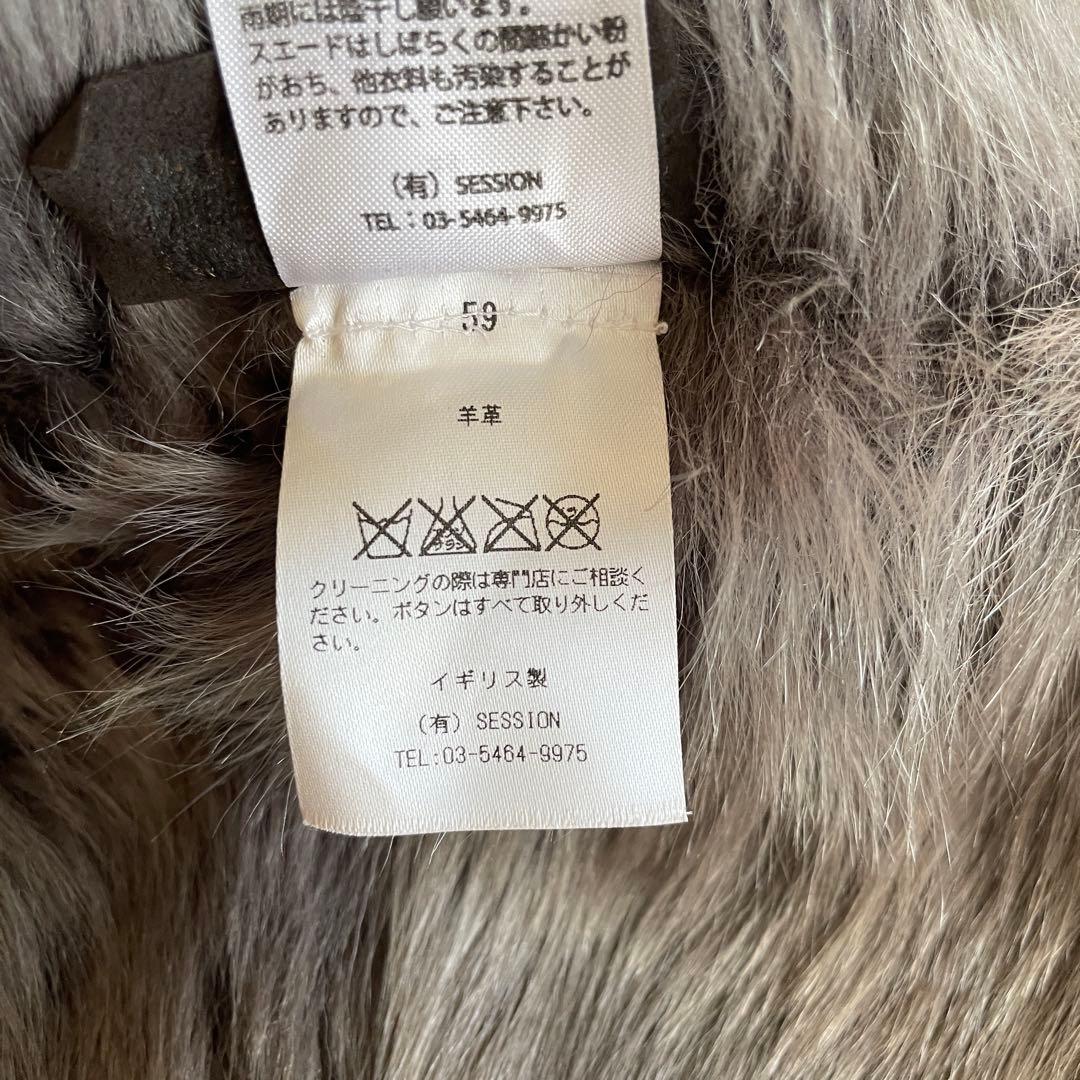 雨期には陰干し願います。
スエードはしばらくの間細かい粉
がおち、他衣料も汚染することが
ありますので、ご注意下さい。
(有) SESSION
TEL:03-5464-9975
59
羊革
クリーニングの際は専門店にご相談く
ださい。ボタンはすべて取り外しくだ
さい。
イギリス製
(有) SESSION
TEL:03-5464-9975